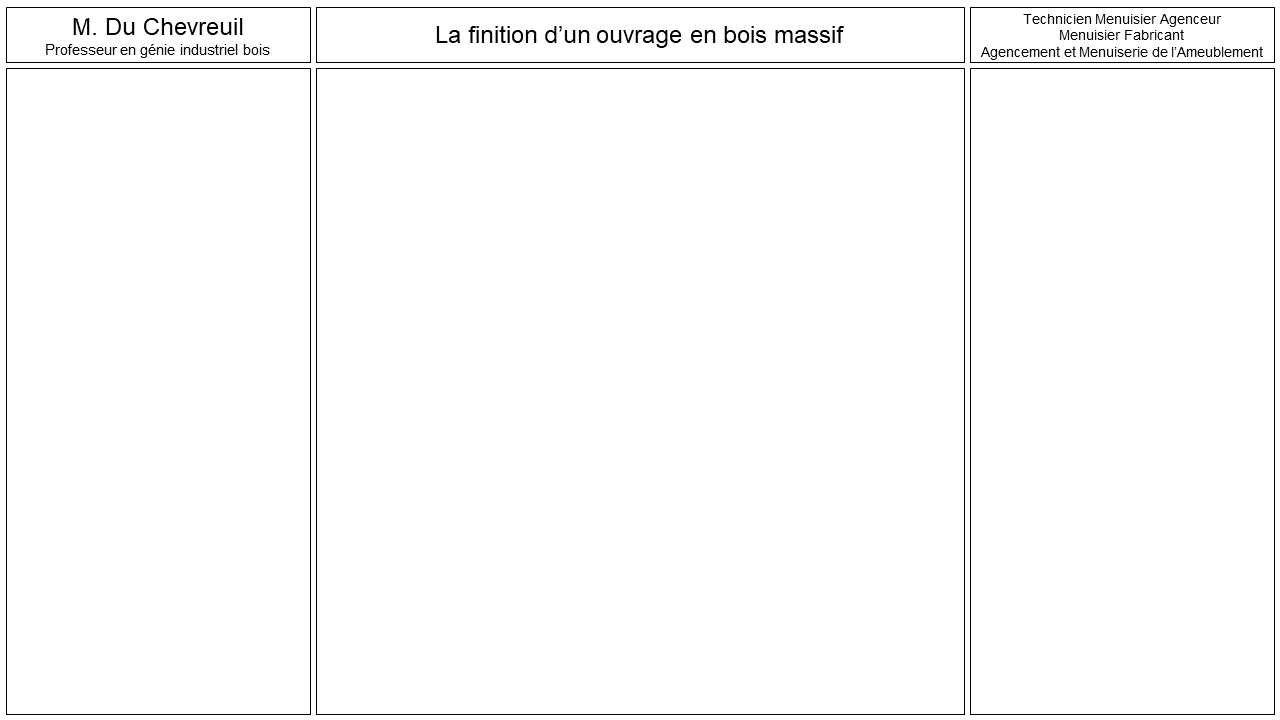 M. Du Chevreuil
Professeur en génie industriel bois
La finition d’un ouvrage en bois massif
Technicien Menuisier Agenceur
Menuisier Fabricant
Agencement et Menuiserie de l’Ameublement